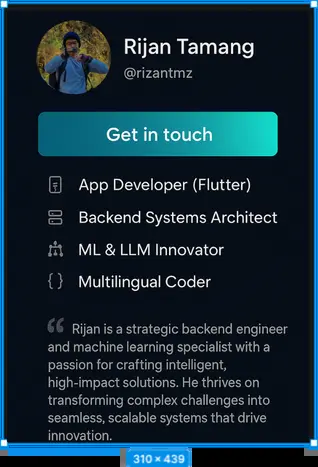 Rijan Tamang
@rizantmz
Get in touch
App Developer (Flutter)
Backend Systems Architect
ML & LLM Innovator
Multilingual Coder
“ Rijan is a strategic backend engineer
and machine learning specialist with a
passion for crafting intelligent,
high-impact solutions. He thrives on
transforming complex challenges into
seamless, scalable systems that drive
innovation.
310 × 439